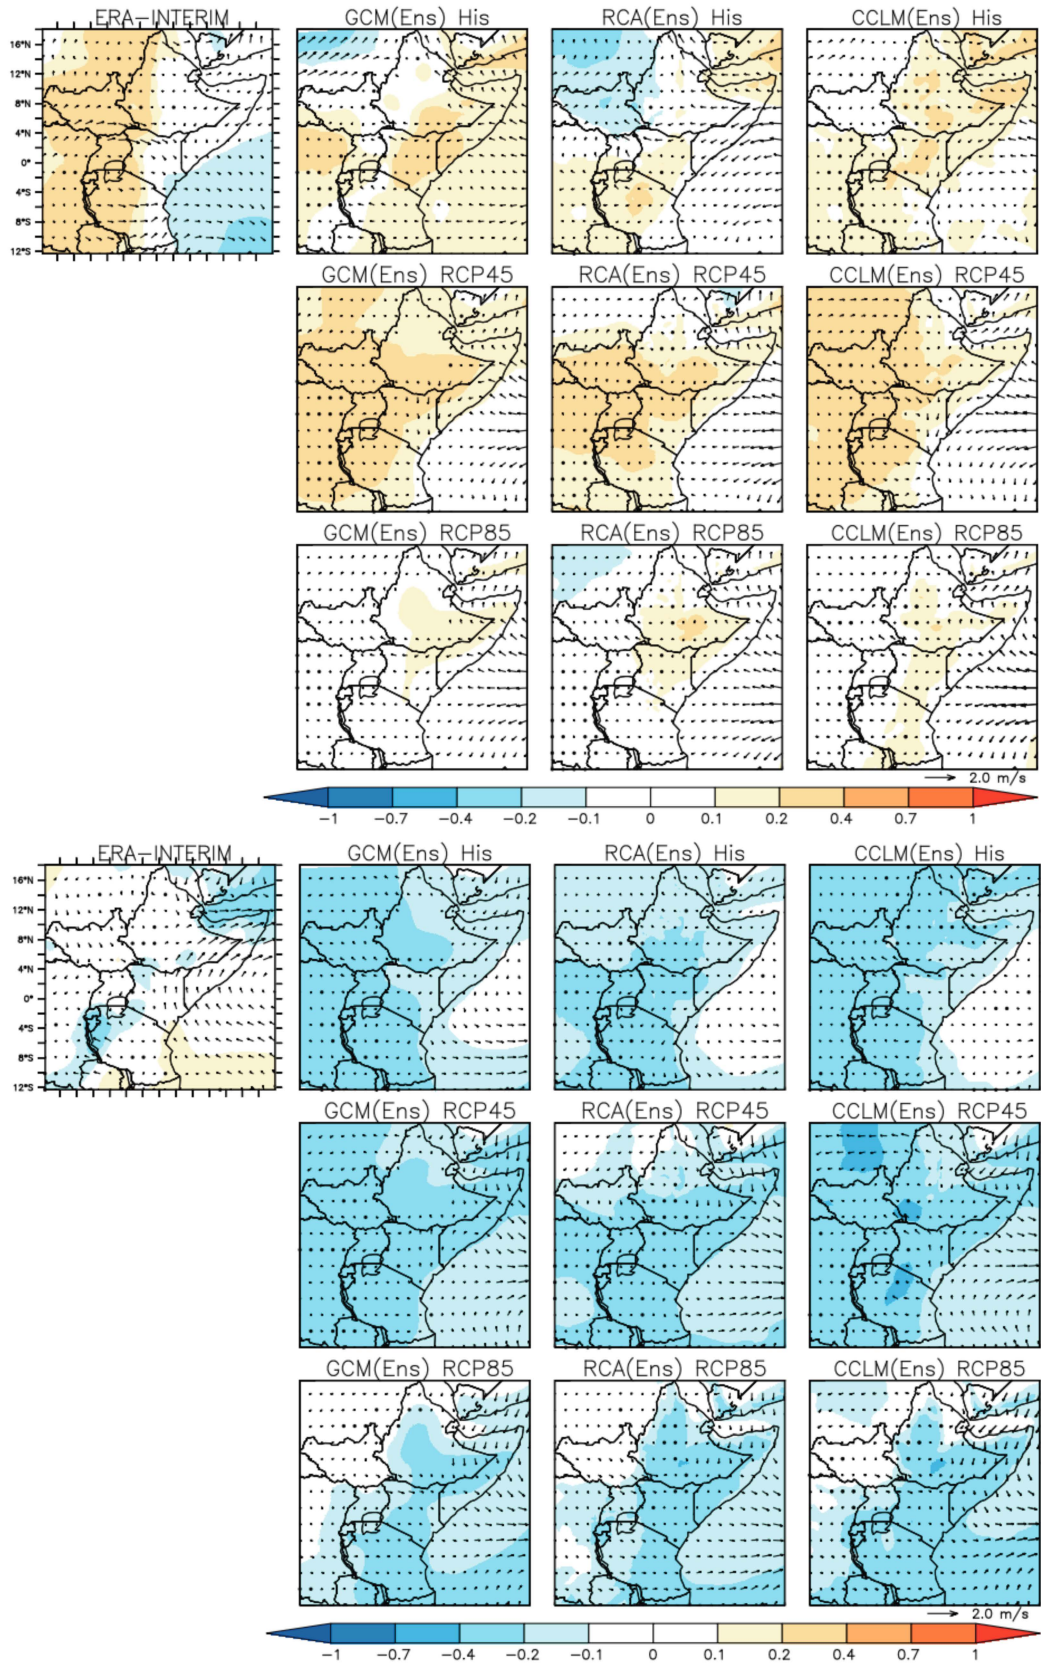 ERA-INTERIM GCM(Ens) His RCA(Ens) His CCLM(Ens) His
16°N
12°N
8°N
4°N
0°
4°S
8°S
12°S
GCM(Ens) RCP45 RCA(Ens) RCP45 CCLM(Ens) RCP45
GCM(Ens) RCP85 RCA(Ens) RCP85 CCLM(Ens) RCP85
2.0 m/s
-1 -0.7 -0.4 -0.2 -0.1 0 0.1 0.2 0.4 0.7 1
ERA-INTERIM GCM(Ens) His RCA(Ens) His CCLM(Ens) His
16°N
12°N
8°N
4°N
0°
4°S
8°S
12°S
GCM(Ens) RCP45 RCA(Ens) RCP45 CCLM(Ens) RCP45
GCM(Ens) RCP85 RCA(Ens) RCP85 CCLM(Ens) RCP85
2.0 m/s
-1 -0.7 -0.4 -0.2 -0.1 0 0.1 0.2 0.4 0.7 1